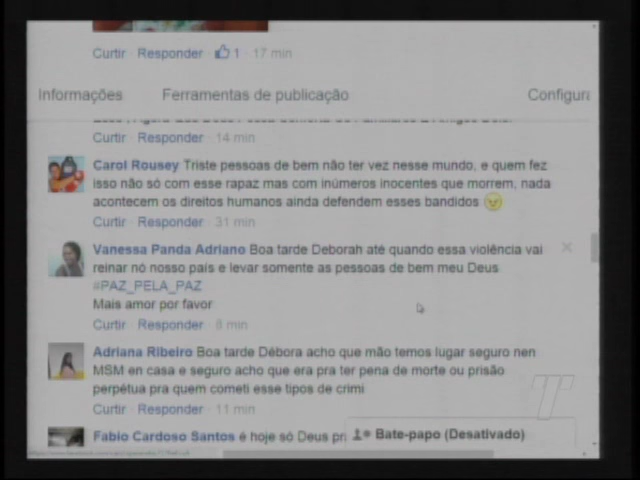 Curtir · Responder · 1 · 17 min
Informações Ferramentas de publicação Configura
Curtir · Responder · 14 min
Carol Rousey Triste pessoas de bem não ter vez nesse mundo, e quem fez
isso não só com esse rapaz mas com inúmeros inocentes que morrem, nada
acontecem os direitos humanos ainda defendem esses bandidos
Curtir · Responder · 31 min
Vanessa Panda Adriano Boa tarde Deborah até quando essa violência vai
reinar nó nosso país e levar somente as pessoas de bem meu Deus
#PAZ_PELA_PAZ
Mais amor por favor
Curtir · Responder · 8 min
Adriana Ribeiro Boa tarde Débora acho que mão temos lugar seguro nen
MSM en casa e seguro acho que era pra ter pena de morte ou prisão
perpétua pra quem cometi esse tipos de crimi
Curtir · Responder · 11 min
Fabio Cardoso Santos é hoje só Deus pr
Bate-papo (Desativado)